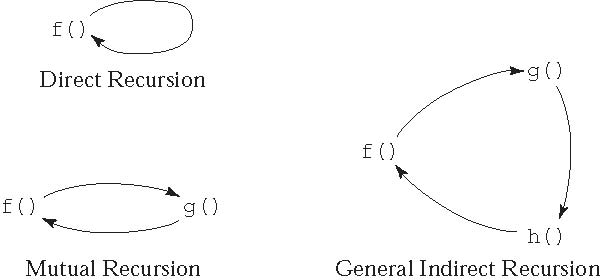 f()
Direct Recursion
f()
g()
Mutual Recursion
g()
f()
h()
General Indirect Recursion